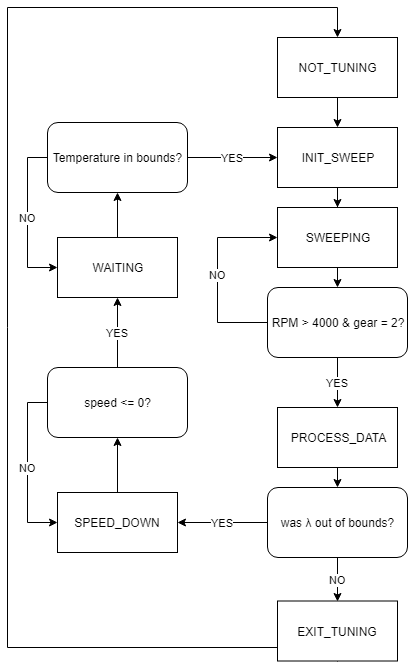 NOT_TUNING
Temperature in bounds?
YES
INIT_SWEEP
NO
SWEEPING
WAITING
NO
RPM > 4000 & gear = 2?
YES
YES
speed <= 0?
PROCESS_DATA
NO
SPEED_DOWN
YES
was λ out of bounds?
NO
EXIT_TUNING